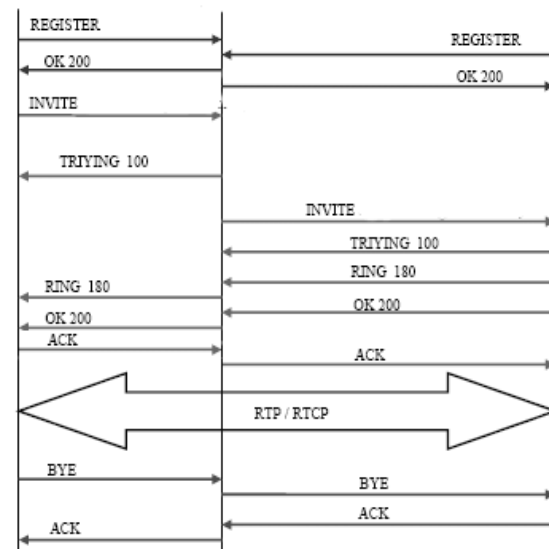 REGISTER
REGISTER
OK 200
OK 200
INVITE
TRIYING 100
INVITE
TRIYING 100
RING 180
RING 180
OK 200
OK 200
ACK
ACK
RTP / RTCP
BYE
BYE
ACK
ACK